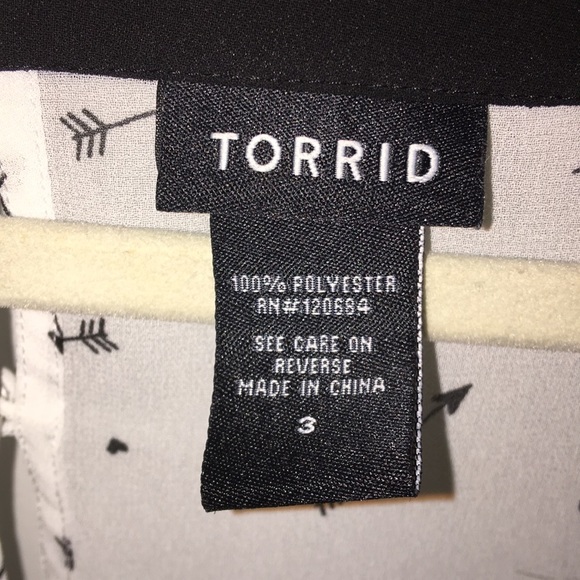 TORRID
100% POLYESTER
RN#120684
SEE CARE ON
REVERSE
MADE IN CHINA
3